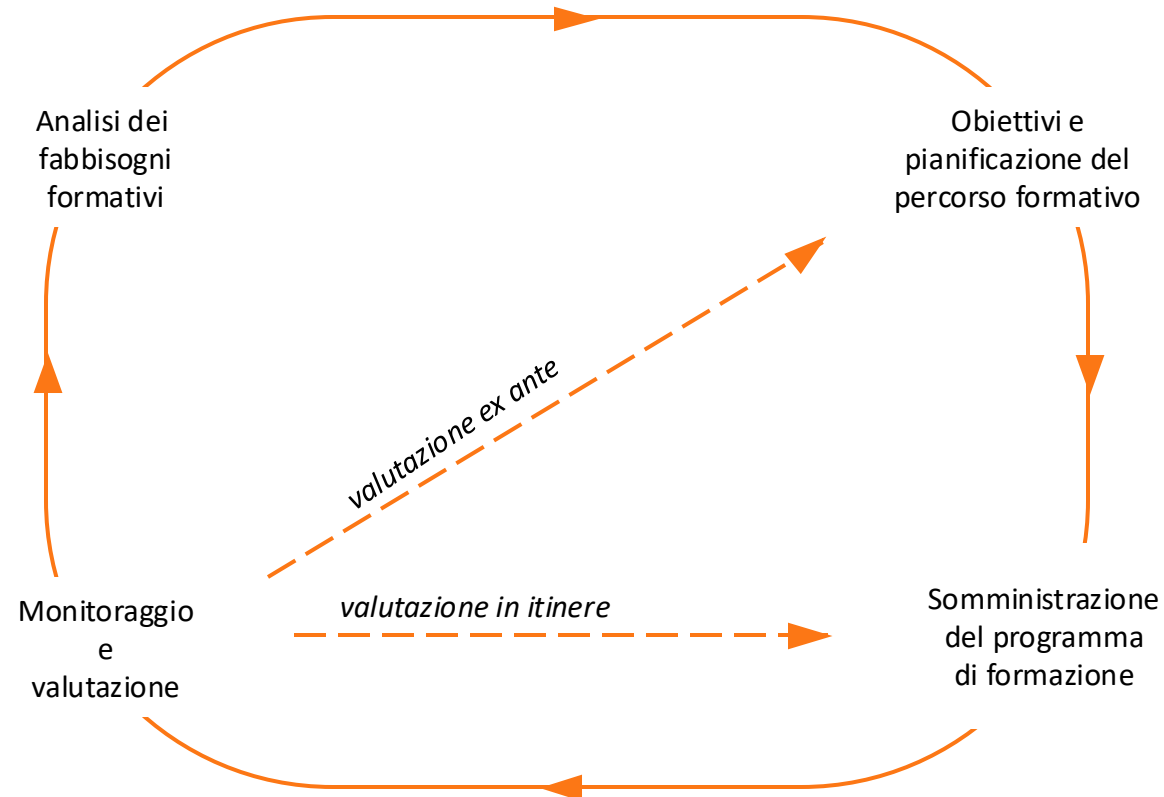 Analisi dei
fabbisogni
formativi
Obiettivi e
pianificazione del
percorso formativo
valutazione ex ante
valutazione in itinere
Monitoraggio
e
valutazione
Somministrazione
del programma
di formazione